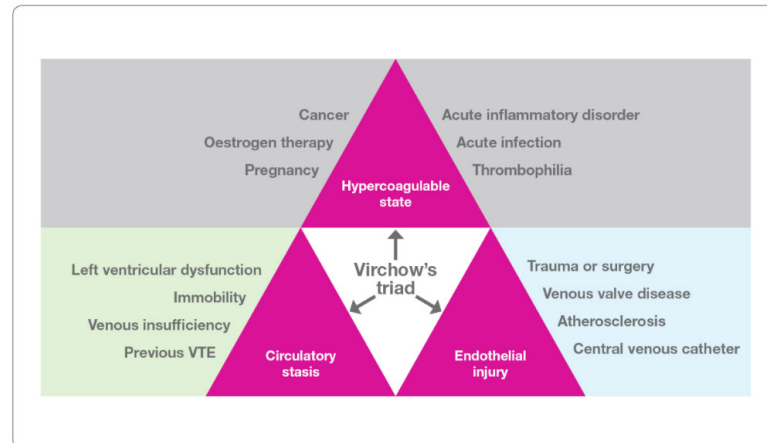 Cancer
Oestrogen therapy
Pregnancy
Acute inflammatory disorder
Acute infection
Thrombophilia
Hypercoagulable
state
Virchow's
triad
Left ventricular dysfunction
Immobility
Venous insufficiency
Previous VTE
Circulatory
stasis
Endothelial
injury
Trauma or surgery
Venous valve disease
Atherosclerosis
Central venous catheter